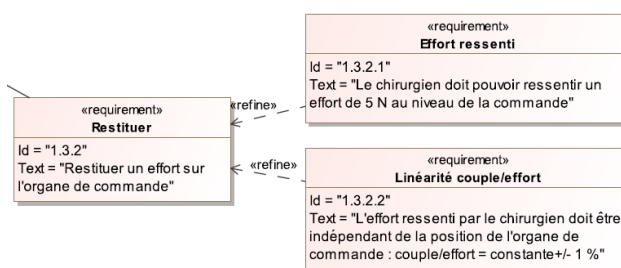 «requirement»
Effort ressenti
Id = "1.3.2.1"
Text = "Le chirurgien doit pouvoir ressentir un
effort de 5 N au niveau de la commande"
«refine»
«requirement»
Restituer
Id = "1.3.2"
Text = "Restituer un effort sur
l'organe de commande"
«refine»
«requirement»
Linéarité couple/effort
Id = "1.3.2.2"
Text = "L'effort ressenti par le chirurgien doit être
indépendant de la position de l'organe de
commande : couple/effort = constante+/- 1 %"